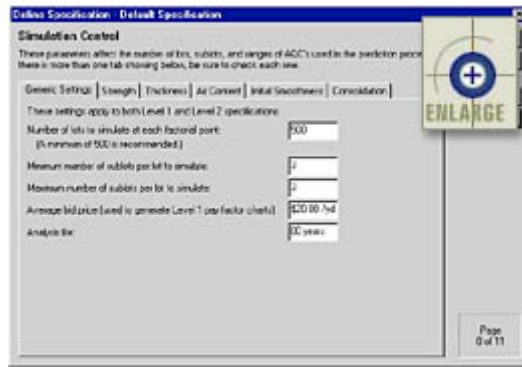 Define Specification - Default Specification
Simulation Control
These parameters affect the number of lots, sublots, and ranges of AQC's used in the prediction
there is more than one tab showing below, be sure to check each one.
ENLARGE
Generic Settings Strength Thickness Air Content Initial Smoothness Consolidation
These settings apply to both Level 1 and Level 2 specifications.
Number of lots to simulate at each factorial point: 500
(A minimum of 500 is recommended.)
Minimum number of sublots per lot to simulate:
Maximum number of sublots per lot to simulate:
Average bid price (used to generate Level 1 pay factor charts): /yd
Analysis life: years
Page
of 11